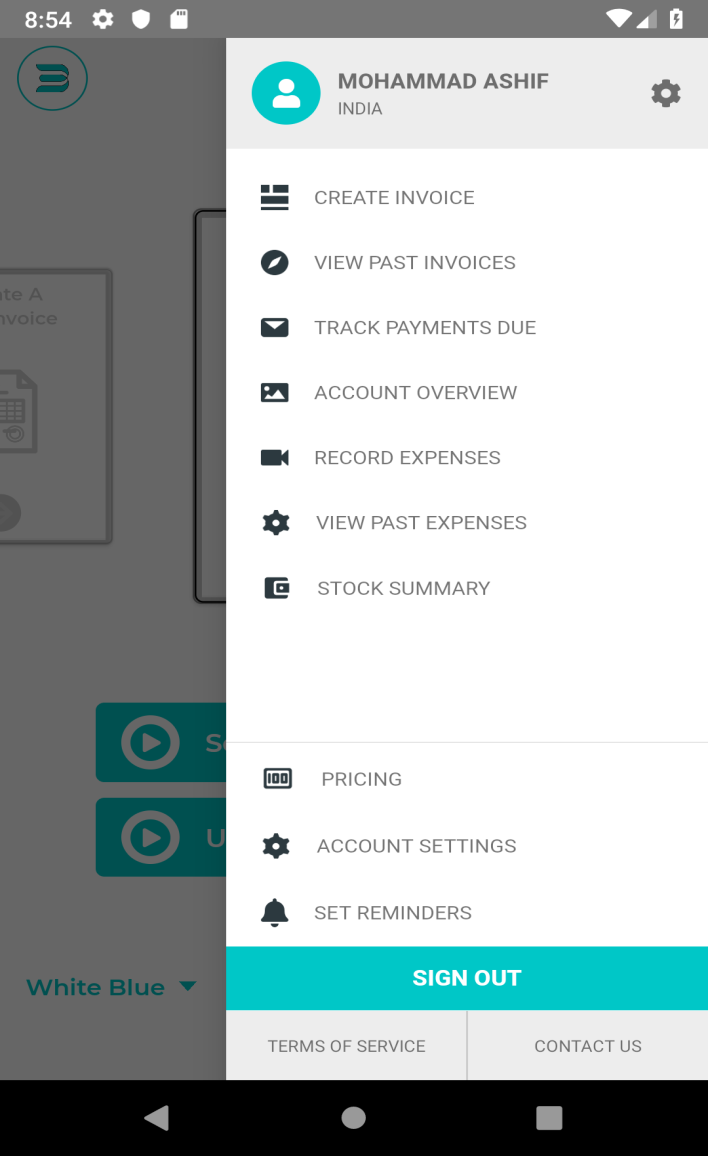 8:54
MOHAMMAD ASHIF
INDIA
CREATE INVOICE
VIEW PAST INVOICES
TRACK PAYMENTS DUE
ACCOUNT OVERVIEW
RECORD EXPENSES
VIEW PAST EXPENSES
STOCK SUMMARY
PRICING
ACCOUNT SETTINGS
SET REMINDERS
SIGN OUT
TERMS OF SERVICE
CONTACT US
A
White Blue